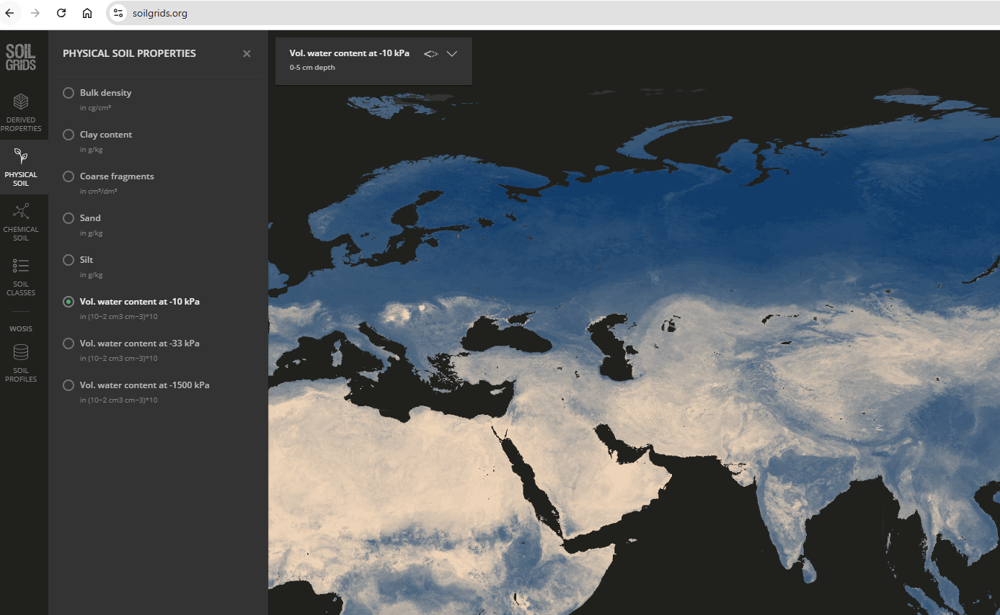 soilgrids.org
SOIL
GRIDS
DERIVED
PROPERTIES
PHYSICAL
SOIL
CHEMICAL
SOIL
SOIL
CLASSES
WOSIS
SOIL
PROFILES
PHYSICAL SOIL PROPERTIES
Bulk density
in cg/cm³
Clay content
in g/kg
Coarse fragments
in cm³/dm³
Sand
in g/kg
Silt
in g/kg
Vol. water content at -10 kPa
in (10−2 cm3 cm−3)*10
Vol. water content at -33 kPa
in (10−2 cm3 cm−3)*10
Vol. water content at -1500 kPa
in (10−2 cm3 cm−3)*10
Vol. water content at -10 kPa
0-5 cm depth